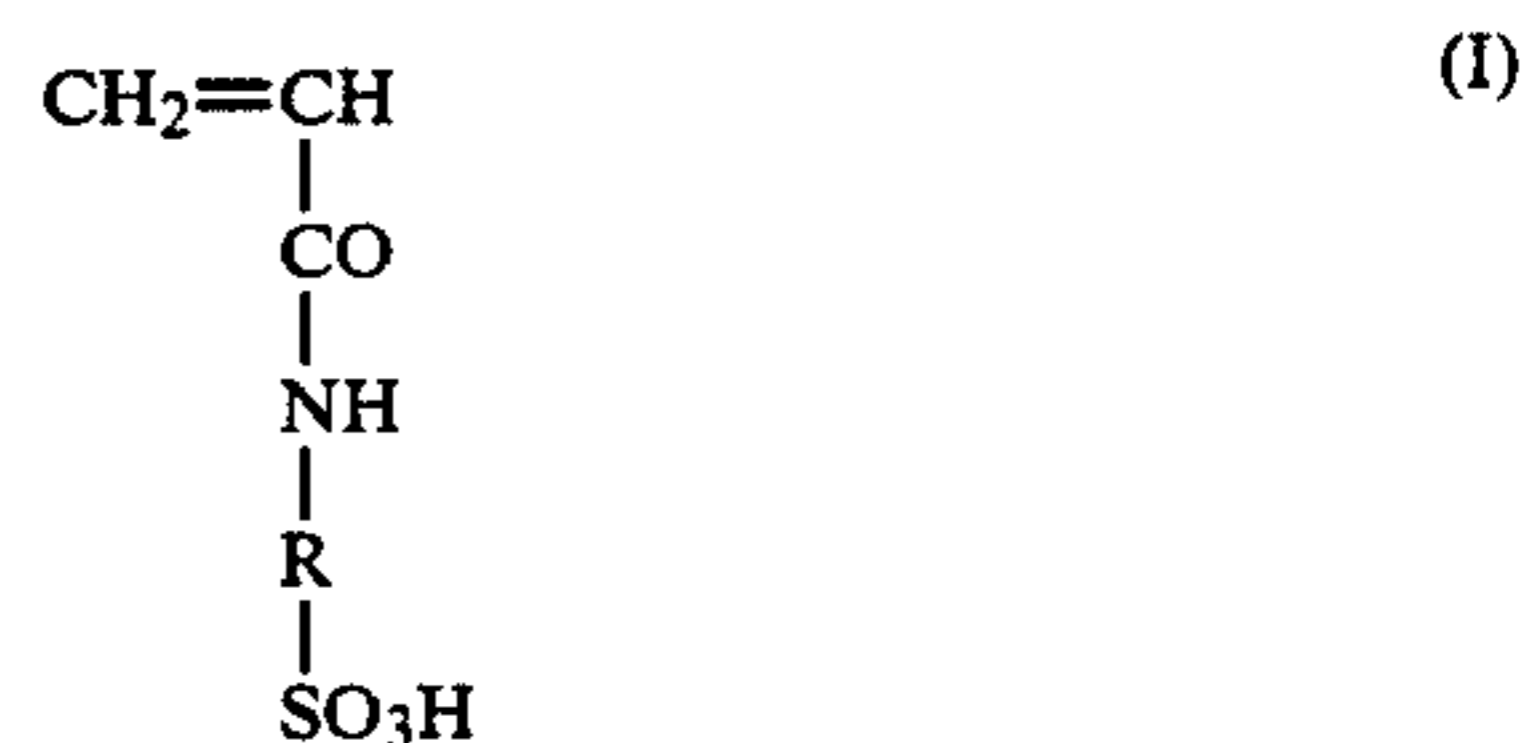 (I)
CH₂=CH
CO
NH
R
SO₃H